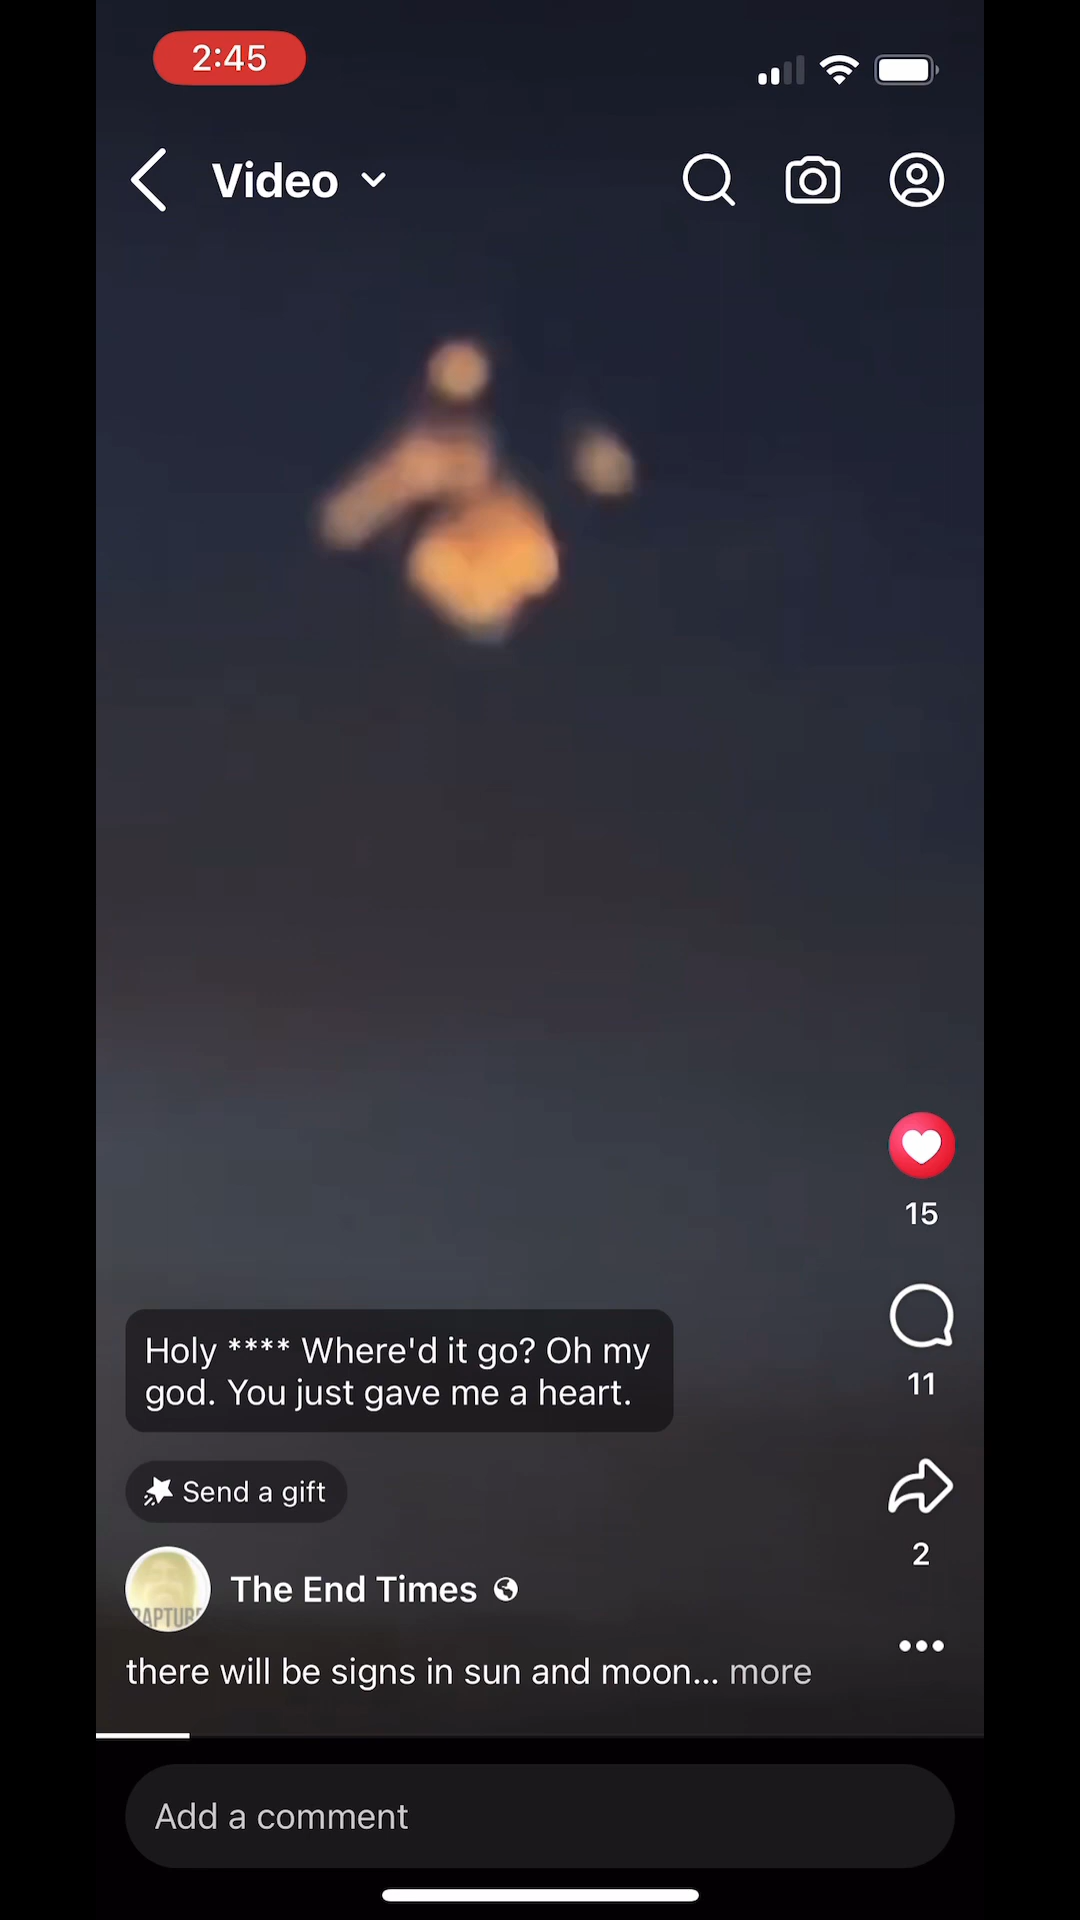 2:45
Video
15
Holy **** Where'd it go? Oh my
god. You just gave me a heart.
11
Send a gift
2
The End Times
RAPTURE
there will be signs in sun and moon... more
Add a comment